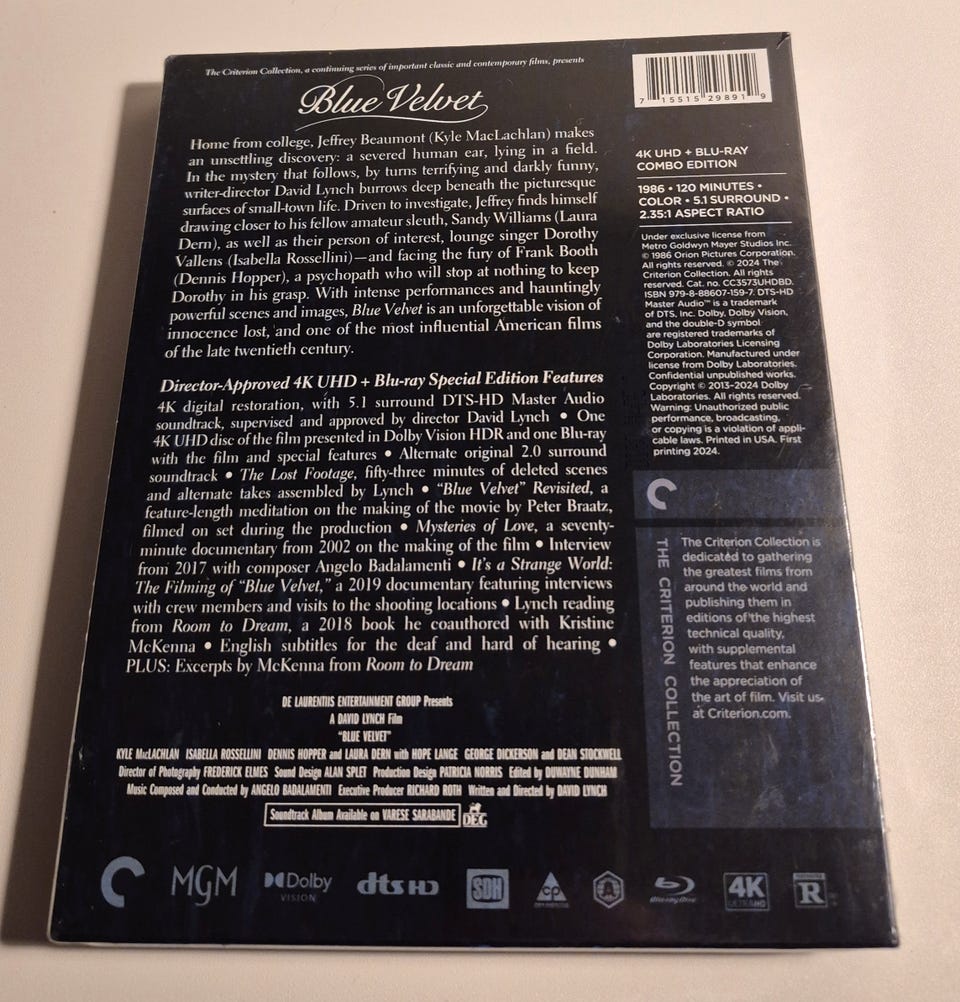 The Criterion Collection, a continuing series of important classic and contemporary films, presents
Blue Velvet
Home from college, Jeffrey Beaumont (Kyle MacLachlan) makes
an unsettling discovery: a severed human ear, lying in a field.
In the mystery that follows, by turns terrifying and darkly funny,
writer-director David Lynch burrows deep beneath the picturesque
surfaces of small-town life. Driven to investigate, Jeffrey finds himself
drawing closer to his fellow amateur sleuth, Sandy Williams (Laura
Dern), as well as their person of interest, lounge singer Dorothy
Vallens (Isabella Rossellini)—and facing the fury of Frank Booth
(Dennis Hopper), a psychopath who will stop at nothing to keep
Dorothy in his grasp. With intense performances and hauntingly
powerful scenes and images, Blue Velvet is an unforgettable vision of
innocence lost, and one of the most influential American films
of the late twentieth century.
Director-Approved 4K UHD + Blu-ray Special Edition Features
4K digital restoration, with 5.1 surround DTS-HD Master Audio
soundtrack, supervised and approved by director David Lynch • One
4K UHD disc of the film presented in Dolby Vision HDR and one Blu-ray
with the film and special features • Alternate original 2.0 surround
soundtrack • The Lost Footage, fifty-three minutes of deleted scenes
and alternate takes assembled by Lynch • “Blue Velvet” Revisited, a
feature-length meditation on the making of the movie by Peter Braatz,
filmed on set during the production • Mysteries of Love, a seventy-
minute documentary from 2002 on the making of the film • Interview
from 2017 with composer Angelo Badalamenti • It's a Strange World:
The Filming of “Blue Velvet,” a 2019 documentary featuring interviews
with crew members and visits to the shooting locations • Lynch reading
from Room to Dream, a 2018 book he coauthored with Kristine
McKenna • English subtitles for the deaf and hard of hearing •
PLUS: Excerpts by McKenna from Room to Dream
DE LAURENTIIS ENTERTAINMENT GROUP Presents
A DAVID LYNCH Film
“BLUE VELVET”
KYLE MacLACHLAN ISABELLA ROSSELLINI DENNIS HOPPER and LAURA DERN with HOPE LANGE GEORGE DICKERSON and DEAN STOCKWELL
Director of Photography FREDERICK ELMES Sound Design ALAN SPLET Production Design PATRICIA NORRIS Edited by DUWAYNE DUNHAM
Music Composed and Conducted by ANGELO BADALAMENTI Executive Producer RICHARD ROTH Written and Directed by DAVID LYNCH
Soundtrack Album Available on VARESE SARABANDE
DEG
7 15515 29891 9
4K UHD + BLU-RAY
COMBO EDITION
1986 • 120 MINUTES •
COLOR • 5.1 SURROUND •
2.35:1 ASPECT RATIO
Under exclusive license from
Metro Goldwyn Mayer Studios Inc.
© 1986 Orion Pictures Corporation.
All rights reserved. © 2024 The
Criterion Collection. All rights
reserved. Cat. no. CC3573UHDBD.
ISBN 979-8-88607-159-7. DTS-HD
Master Audio™ is a trademark
of DTS, Inc. Dolby, Dolby Vision,
and the double-D symbol
are registered trademarks of
Dolby Laboratories Licensing
Corporation. Manufactured under
license from Dolby Laboratories.
Confidential unpublished works.
Copyright © 2013–2024 Dolby
Laboratories. All rights reserved.
Warning: Unauthorized public
performance, broadcasting,
or copying is a violation of appli-
cable laws. Printed in USA. First
printing 2024.
THE CRITERION COLLECTION
The Criterion Collection is
dedicated to gathering
the greatest films from
around the world and
publishing them in
editions of the highest
technical quality,
with supplemental
features that enhance
the appreciation of
the art of film. Visit us
at Criterion.com.
MGM
Dolby
VISION
dts HD
SDH
CP
Blu-ray Disc
4K
ULTRA HD
R